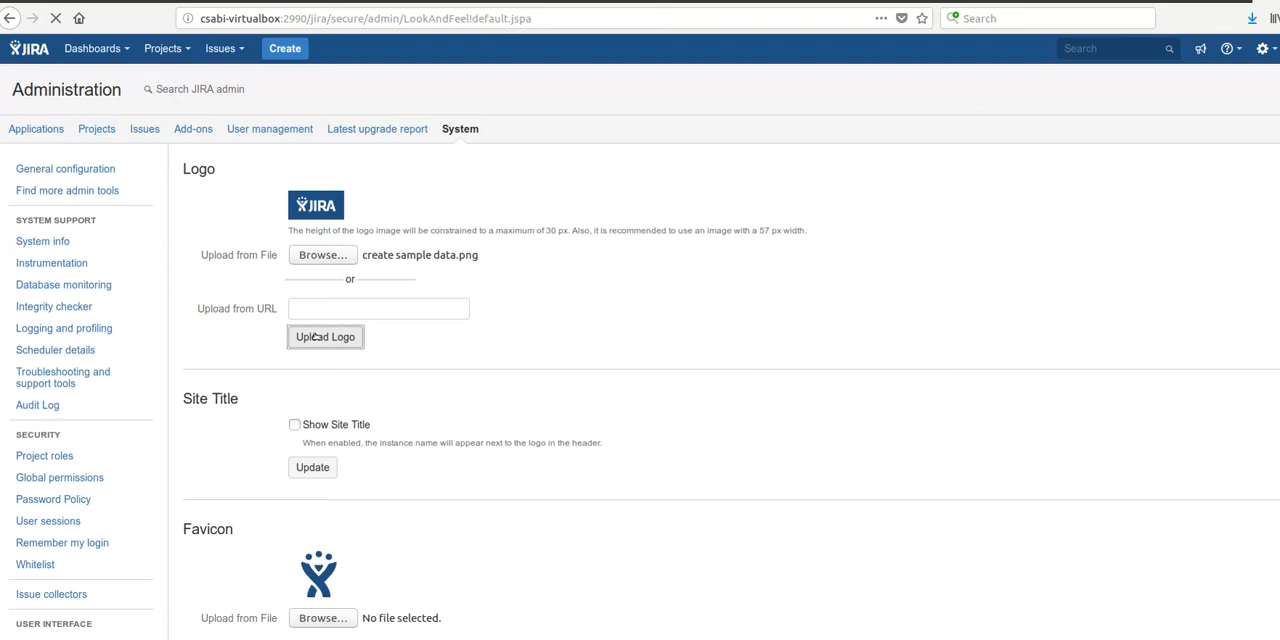 csabi-virtualbox:2990/jira/secure/admin/LookAndFeel!default.jspa
Search
JIRA Dashboards Projects Issues Create Search
Administration Search JIRA admin
Applications Projects Issues Add-ons User management Latest upgrade report System
General configuration
Find more admin tools
SYSTEM SUPPORT
System info
Instrumentation
Database monitoring
Integrity checker
Logging and profiling
Scheduler details
Troubleshooting and
support tools
Audit Log
SECURITY
Project roles
Global permissions
Password Policy
User sessions
Remember my login
Whitelist
Issue collectors
USER INTERFACE
Logo
JIRA
The height of the logo image will be constrained to a maximum of 30 px. Also, it is recommended to use an image with a 57 px width.
Upload from File Browse... create sample data.png
or
Upload from URL
Upload Logo
Site Title
Show Site Title
When enabled, the instance name will appear next to the logo in the header.
Update
Favicon
Upload from File Browse... No file selected.